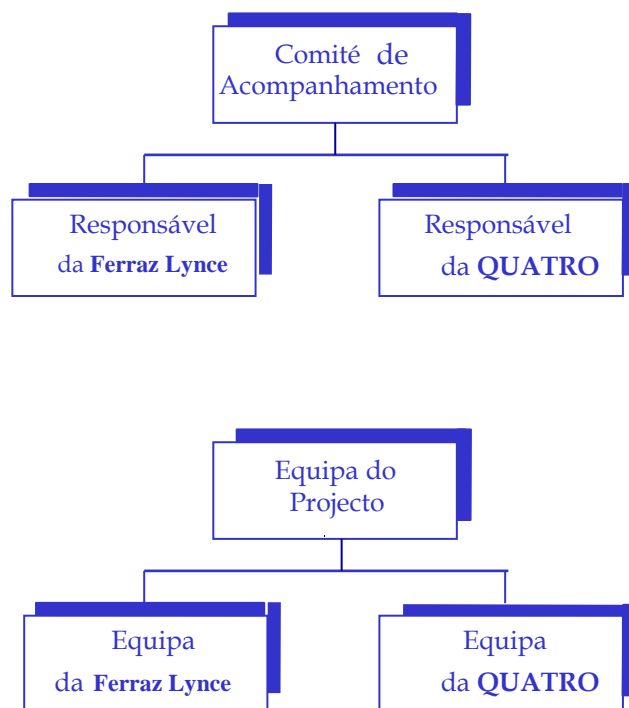 Comité de
Acompanhamento
Responsável
da Ferraz Lynce
Responsável
da QUATRO
Equipa do
Projecto
Equipa
da Ferraz Lynce
Equipa
da QUATRO